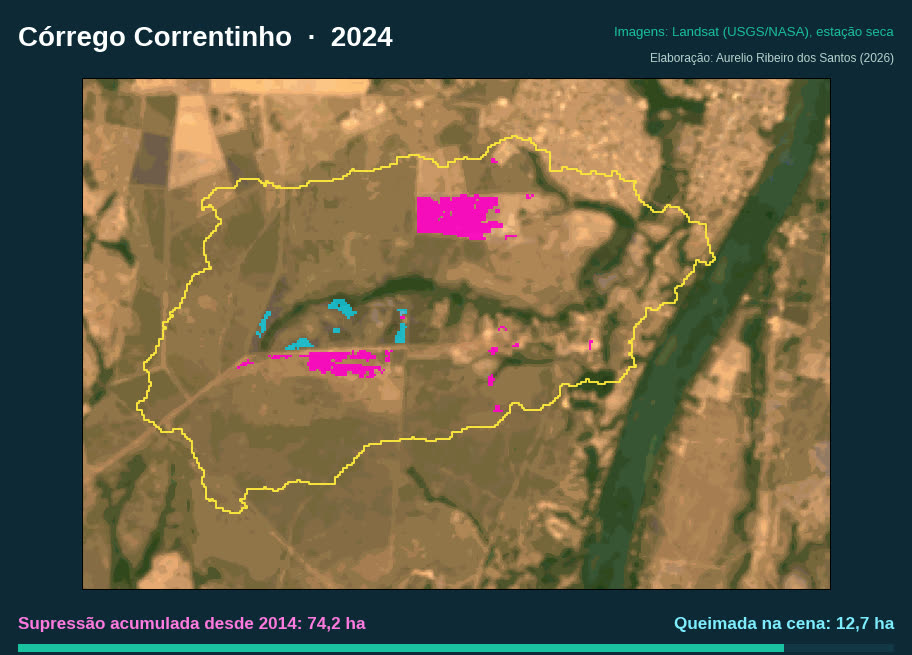 Córrego Correntinho · 2024
Imagens: Landsat (USGS/NASA), estação seca
Elaboração: Aurelio Ribeiro dos Santos (2026)
Supressão acumulada desde 2014: 74,2 ha
Queimada na cena: 12,7 ha